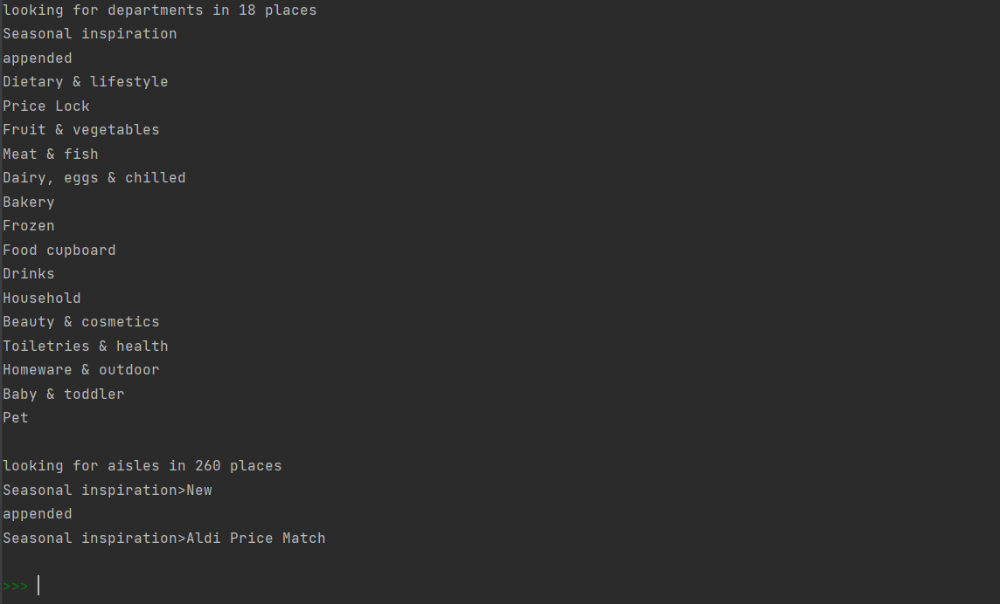 looking for departments in 18 places
Seasonal inspiration
appended
Dietary & lifestyle
Price Lock
Fruit & vegetables
Meat & fish
Dairy, eggs & chilled
Bakery
Frozen
Food cupboard
Drinks
Household
Beauty & cosmetics
Toiletries & health
Homeware & outdoor
Baby & toddler
Pet
looking for aisles in 260 places
Seasonal inspiration>New
appended
Seasonal inspiration>Aldi Price Match
>>>